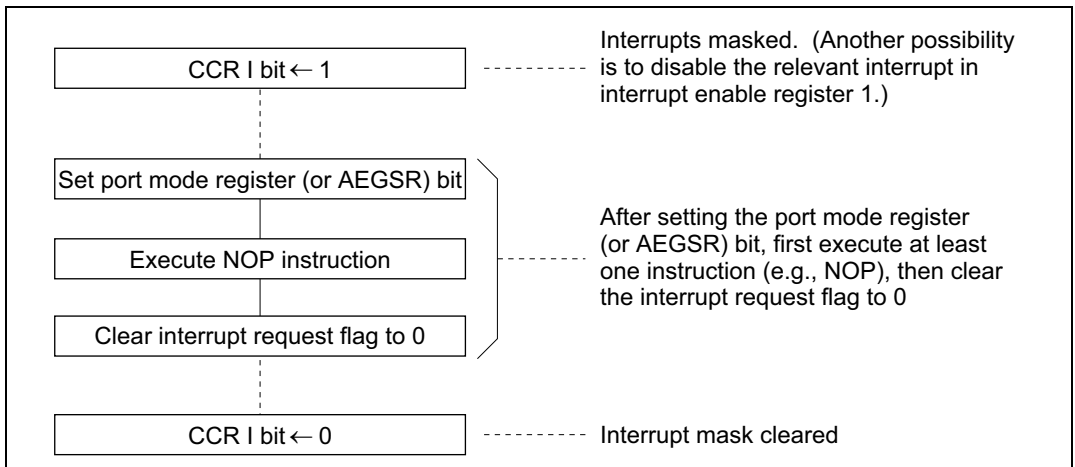 CCR I bit ← 1
Interrupts masked. (Another possibility
is to disable the relevant interrupt in
interrupt enable register 1.)
Set port mode register (or AEGSR) bit
Execute NOP instruction
Clear interrupt request flag to 0
After setting the port mode register
(or AEGSR) bit, first execute at least
one instruction (e.g., NOP), then clear
the interrupt request flag to 0
CCR I bit ← 0
Interrupt mask cleared